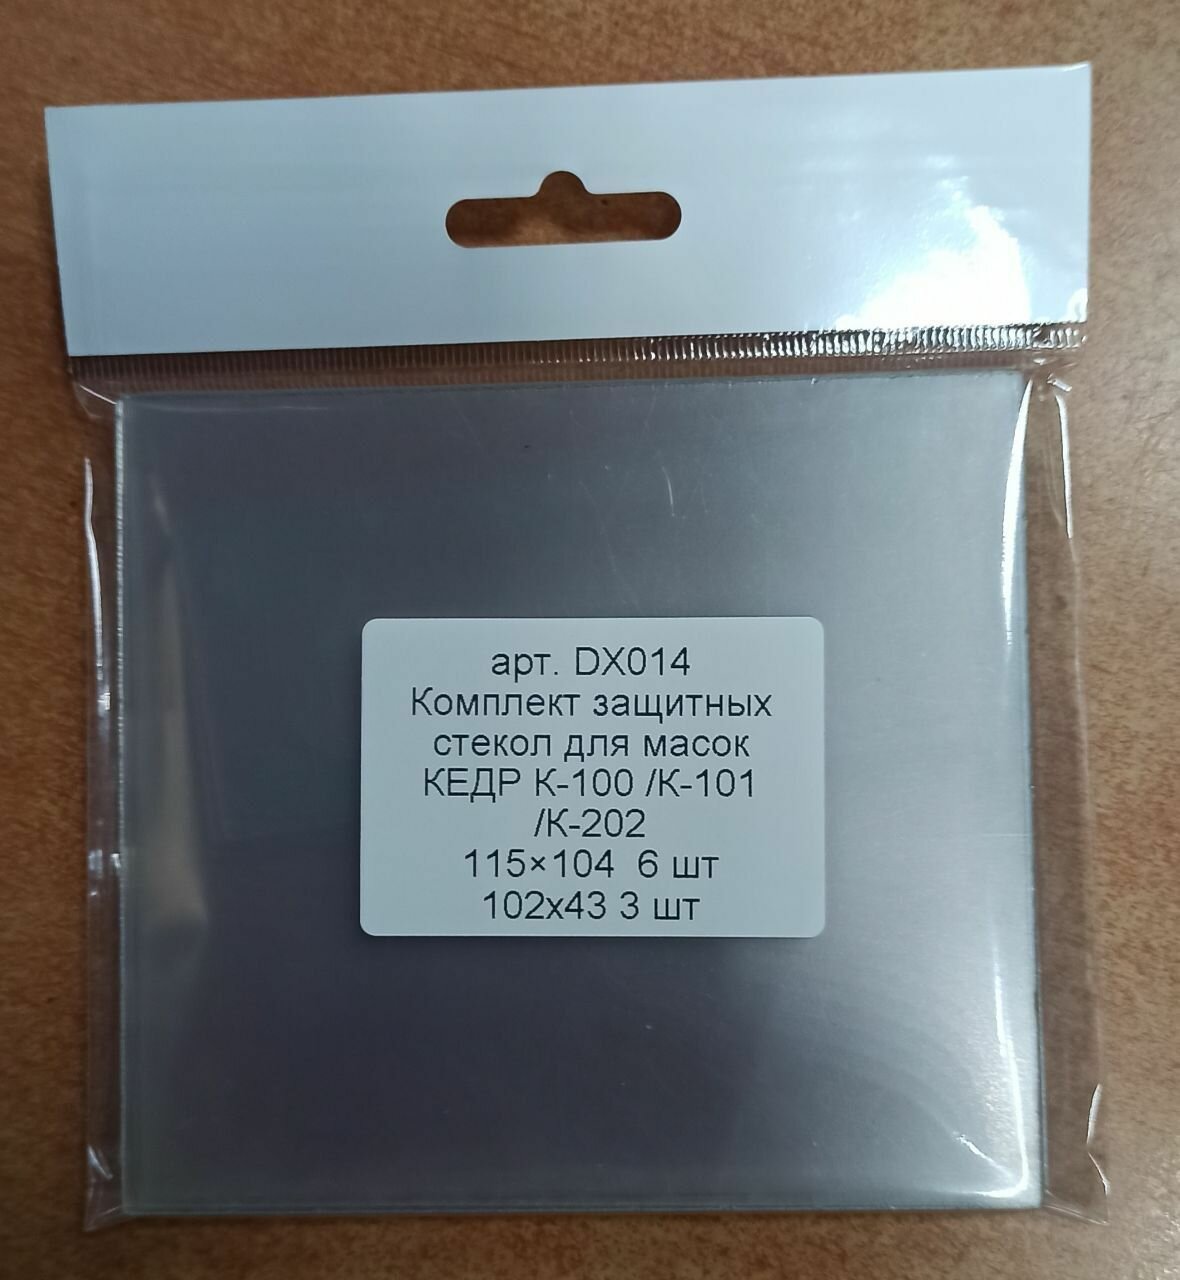 арт. DX014
Комплект защитных
стекол для масок
КЕДР К-100 /К-101
/К-202
115×104  6 шт
102х43 3 шт